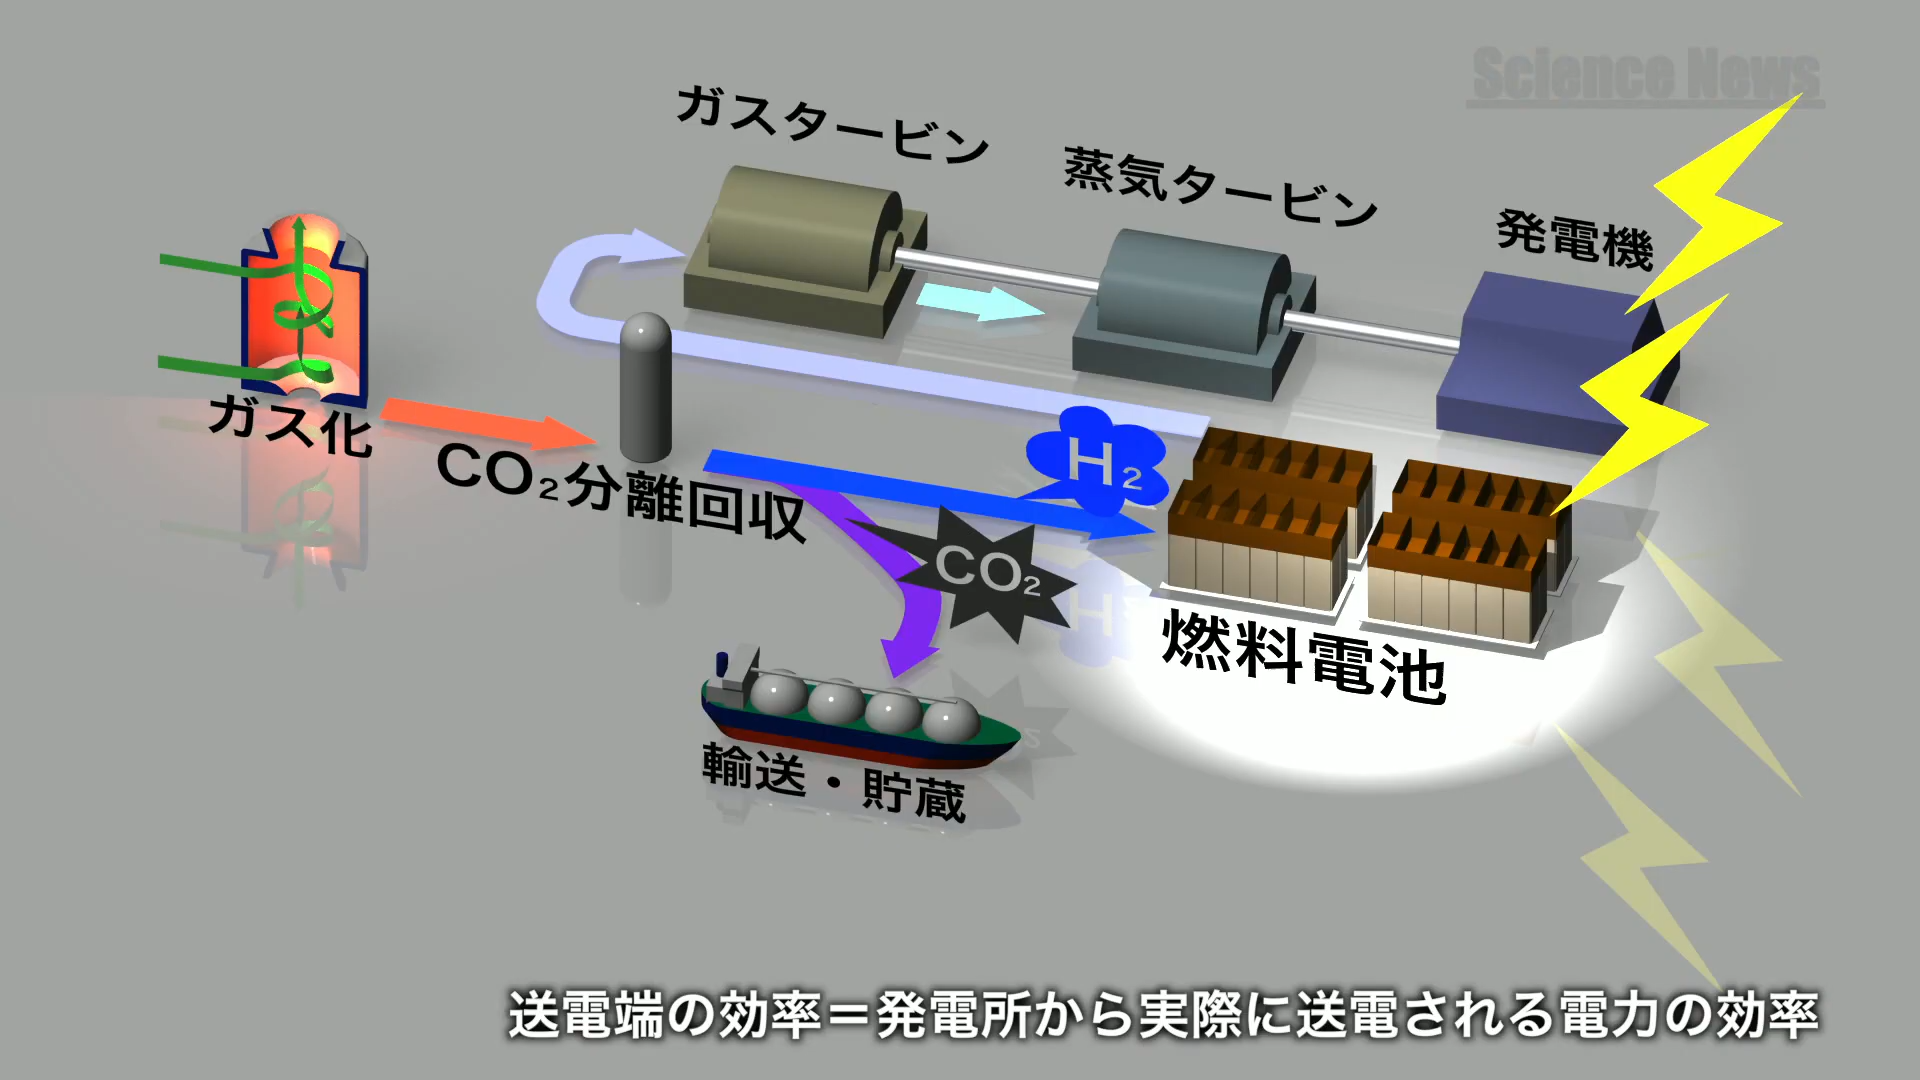 Science News
ガスタービン
蒸気タービン
発電機
ガス化
CO₂分離回収
H₂
CO₂
燃料電池
輸送・貯蔵
送電端の効率＝発電所から実際に送電される電力の効率